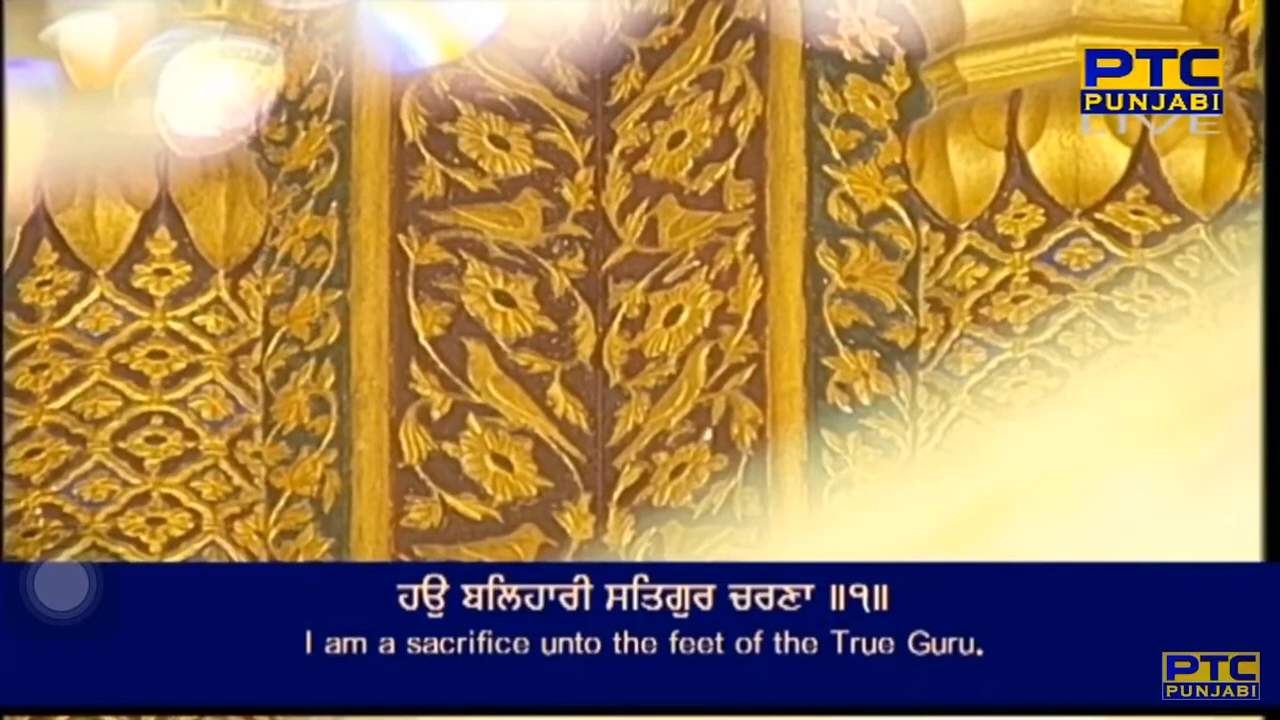 PTC
PUNJABI
LIVE
ਹਉ ਬਲਿਹਾਰੀ ਸਤਿਗੁਰ ਚਰਣਾ ॥੧॥
I am a sacrifice unto the feet of the True Guru.
PTC
PUNJABI